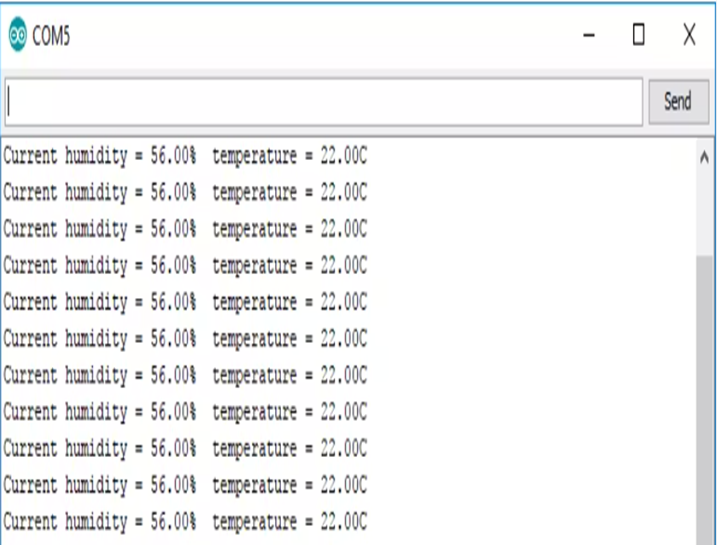 COM5
Send
Current humidity = 56.00%  temperature = 22.00C
Current humidity = 56.00%  temperature = 22.00C
Current humidity = 56.00%  temperature = 22.00C
Current humidity = 56.00%  temperature = 22.00C
Current humidity = 56.00%  temperature = 22.00C
Current humidity = 56.00%  temperature = 22.00C
Current humidity = 56.00%  temperature = 22.00C
Current humidity = 56.00%  temperature = 22.00C
Current humidity = 56.00%  temperature = 22.00C
Current humidity = 56.00%  temperature = 22.00C
Current humidity = 56.00%  temperature = 22.00C